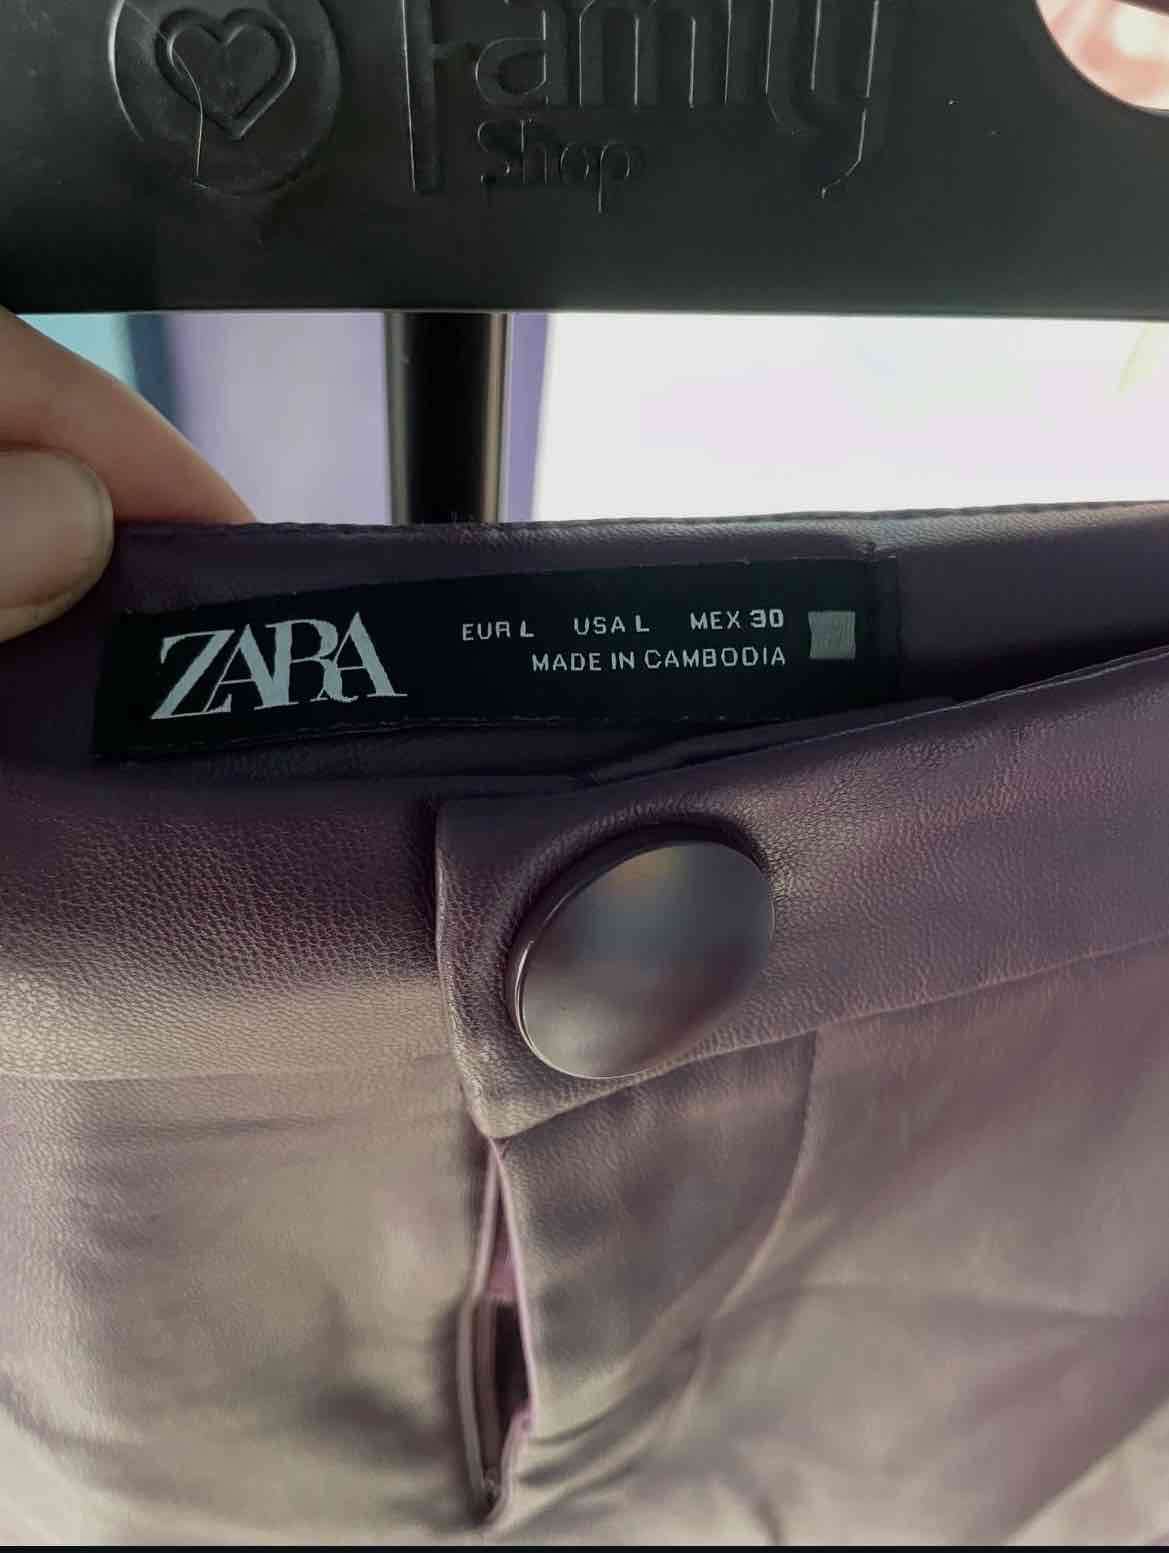 Family
Shop
ZARA
EUR L USA L MEX 30
MADE IN CAMBODIA